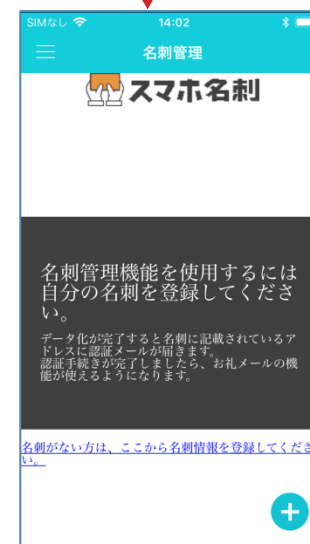 SIMなし 14:02
名刺管理
スマホ名刺
名刺管理機能を使用するには
自分の名刺を登録してくださ
い。
データ化が完了すると名刺に記載されているア
ドレスに認証メールが届きます。
認証手続きが完了しましたら、お礼メールの機
能が使えるようになります。
名刺がない方は、ここから名刺情報を登録してくださ
い。